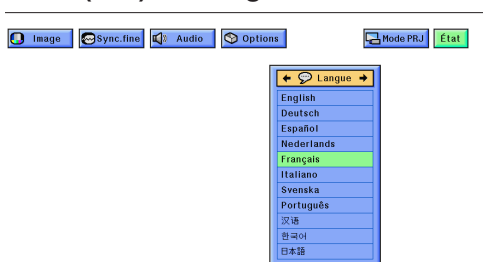 Image Sync.fine Audio Options Mode PRJ État
Langue
English
Deutsch
Español
Nederlands
Français
Italiano
Svenska
Português
汉语
한국어
日本語